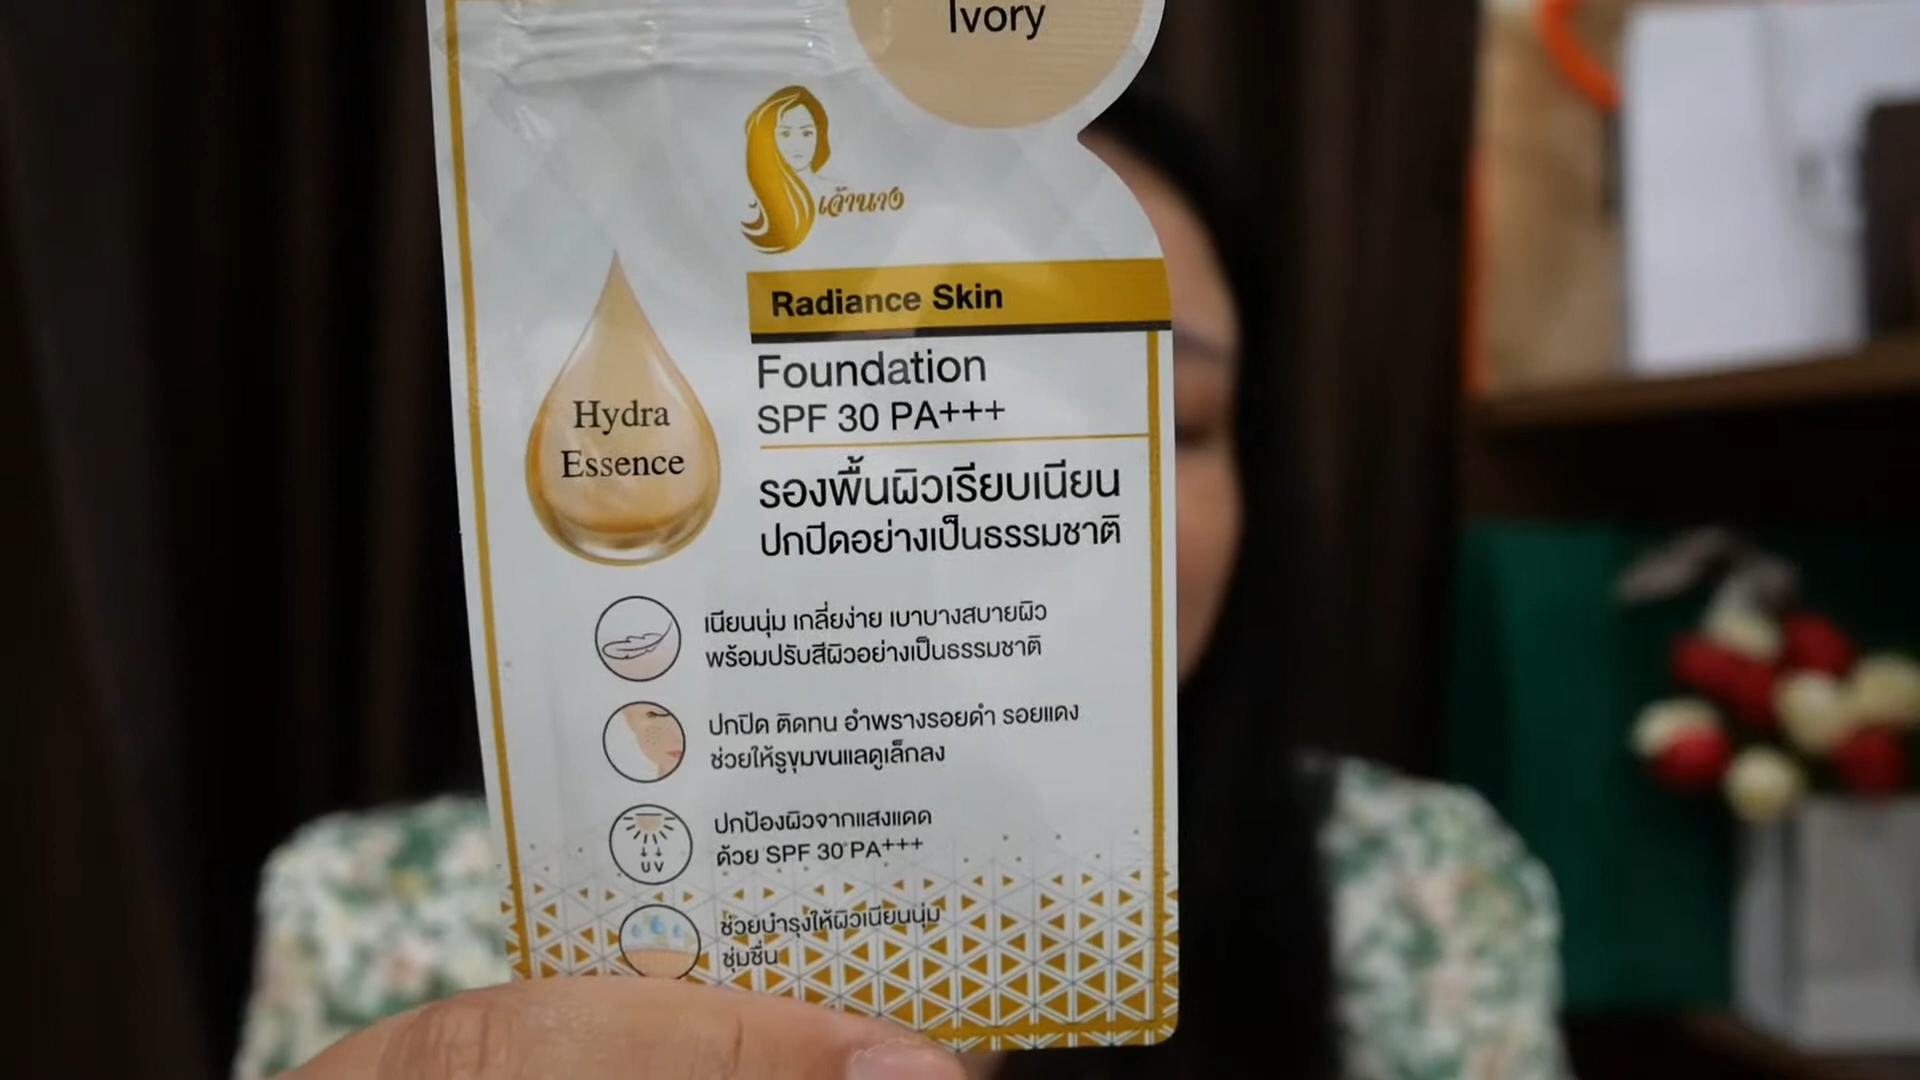 Ivory
เจ้านาง
Radiance Skin
Foundation
SPF 30 PA+++
Hydra
Essence
รองพื้นผิวเรียบเนียน
ปกปิดอย่างเป็นธรรมชาติ
เนียนนุ่ม เกลี่ยง่าย เบาบางสบายผิว
พร้อมปรับสีผิวอย่างเป็นธรรมชาติ
ปกปิด ติดทน อำพรางรอยดำ รอยแดง
ช่วยให้รูขุมขนแลดูเล็กลง
ปกป้องผิวจากแสงแดด
ด้วย SPF 30 PA+++
UV
ช่วยบำรุงให้ผิวเนียนนุ่ม
ชุ่มชื่น